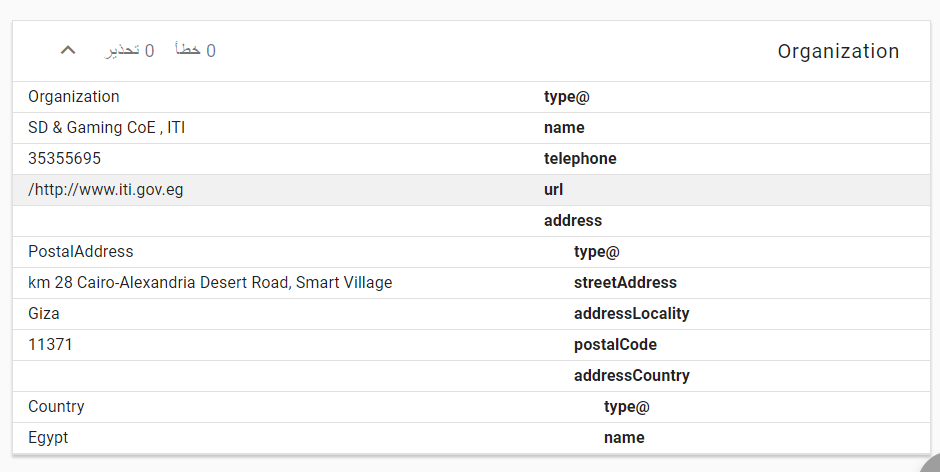 Organization 0 خطأ 0 تحذير
type@ Organization
name SD & Gaming CoE , ITI
telephone 35355695
url /http://www.iti.gov.eg
address
type@ PostalAddress
streetAddress km 28 Cairo-Alexandria Desert Road, Smart Village
addressLocality Giza
postalCode 11371
addressCountry
type@ Country
name Egypt